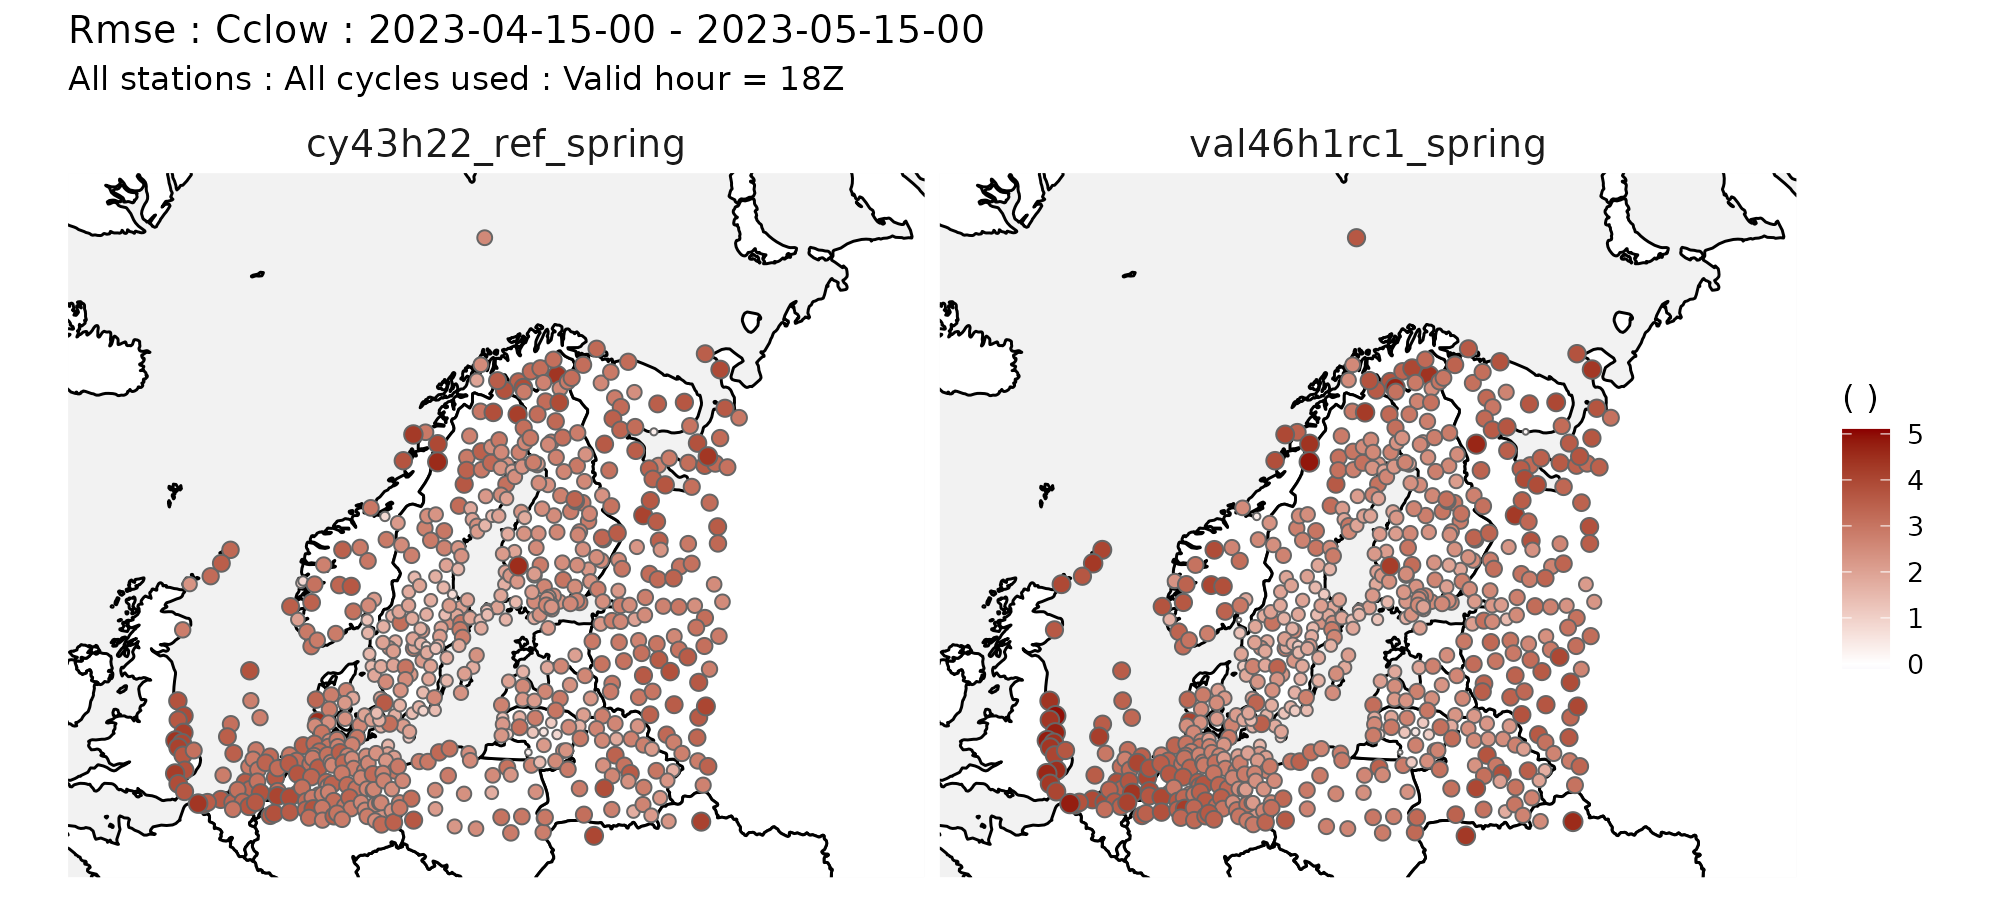 Rmse : Cclow : 2023-04-15-00 - 2023-05-15-00
All stations : All cycles used : Valid hour = 18Z
cy43h22_ref_spring
val46h1rc1_spring
( )
5
4
3
2
1
0